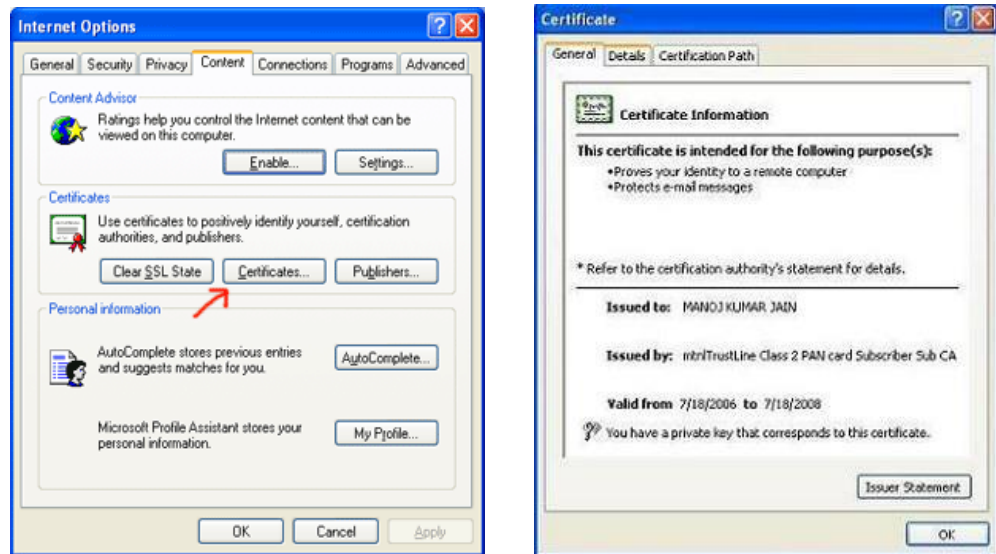 Internet Options
General Security Privacy Content Connections Programs Advanced
Content Advisor
Ratings help you control the Internet content that can be
viewed on this computer.
Enable... Settings...
Certificates
Use certificates to positively identify yourself, certification
authorities, and publishers.
Clear SSL State Certificates... Publishers...
Personal information
AutoComplete stores previous entries
and suggests matches for you.
AutoComplete...
Microsoft Profile Assistant stores your
personal information.
My Profile...
OK Cancel Apply
Certificate
General Details Certification Path
Certificate Information
This certificate is intended for the following purpose(s):
•Proves your identity to a remote computer
•Protects e-mail messages
* Refer to the certification authority's statement for details.
Issued to: MANOJ KUMAR JAIN
Issued by: mtnlTrustLine Class 2 PAN card Subscriber Sub CA
Valid from 7/18/2006 to 7/18/2008
You have a private key that corresponds to this certificate.
Issuer Statement
OK